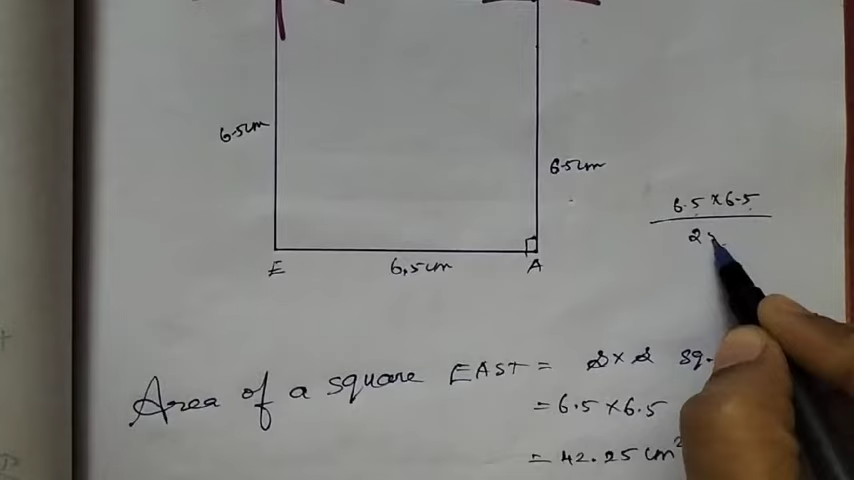 6.5cm
6.5cm
6.5 × 6.5
2
E
6.5cm
A
Area of a square EAST = s × s sq.
= 6.5 × 6.5
= 42.25 cm²